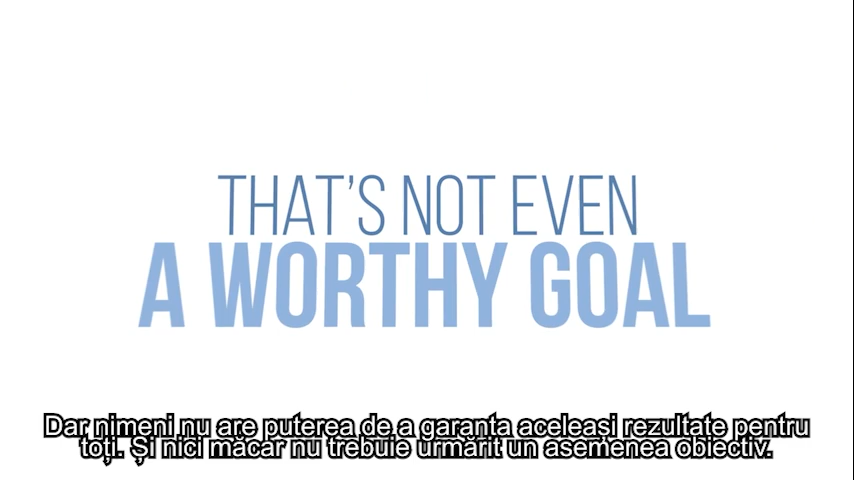 THAT'S NOT EVEN
A WORTHY GOAL
Dar nimeni nu are puterea de a garanta aceleași rezultate pentru
toți. Și nici măcar nu trebuie urmărit un asemenea obiectiv.